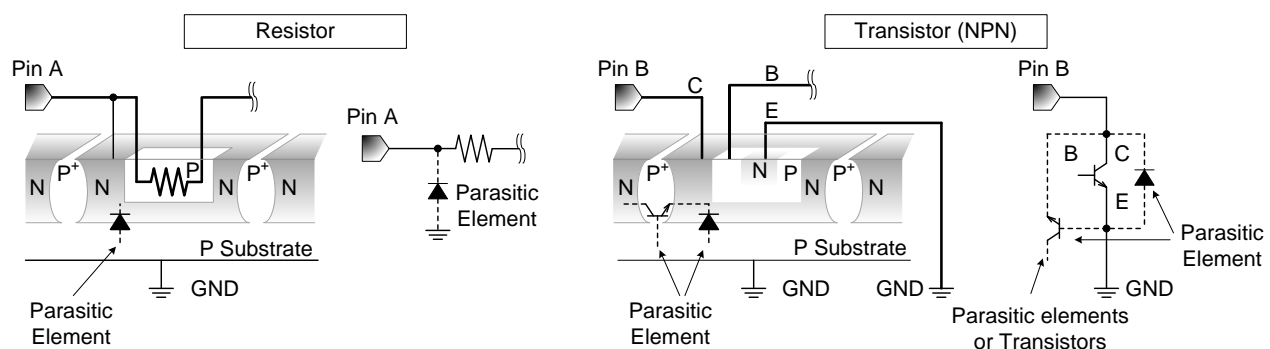 Resistor
Transistor (NPN)
Pin A
Pin B
C
B
E
Pin B
Pin A
N
P+
N
P
P+
N
N
P+
N
N
P
P+
N
B
C
E
Parasitic
Element
P Substrate
GND
Parasitic
Element
P Substrate
GND
GND
Parasitic
Element
Parasitic
Element
GND
Parasitic elements
or Transistors